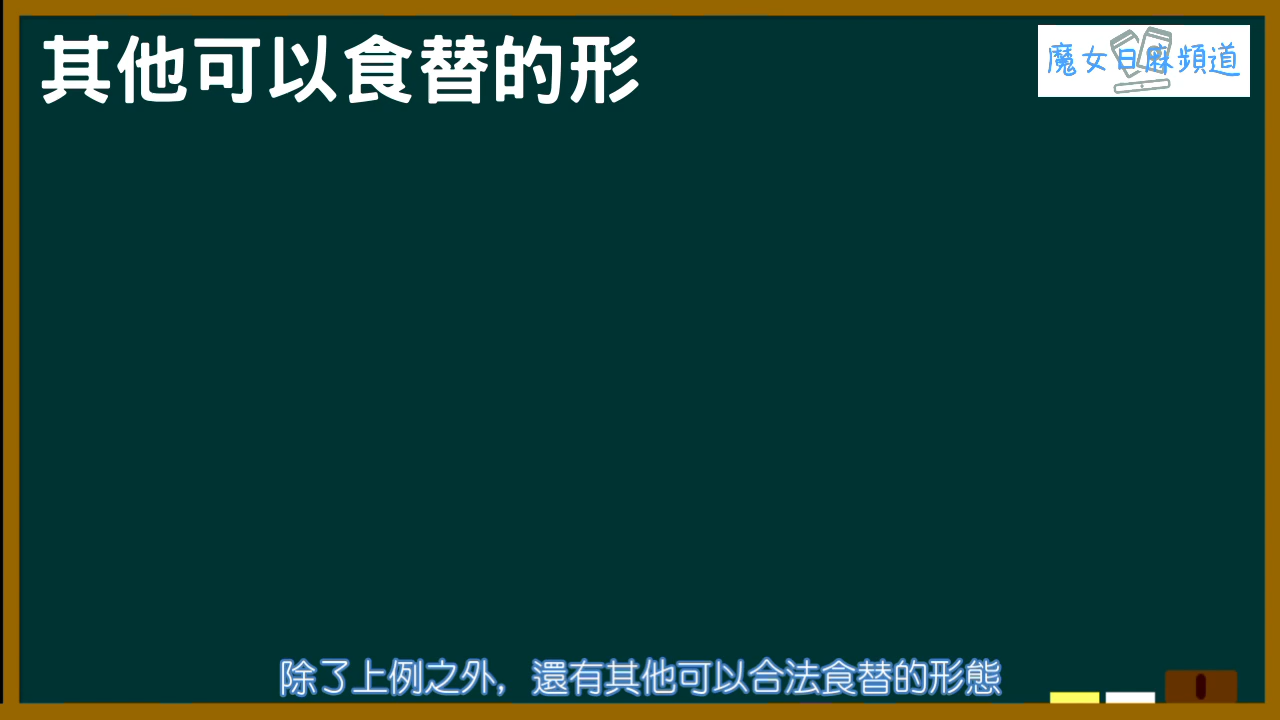 其他可以食替的形
魔女日麻頻道
除了上例之外，還有其他可以合法食替的形態